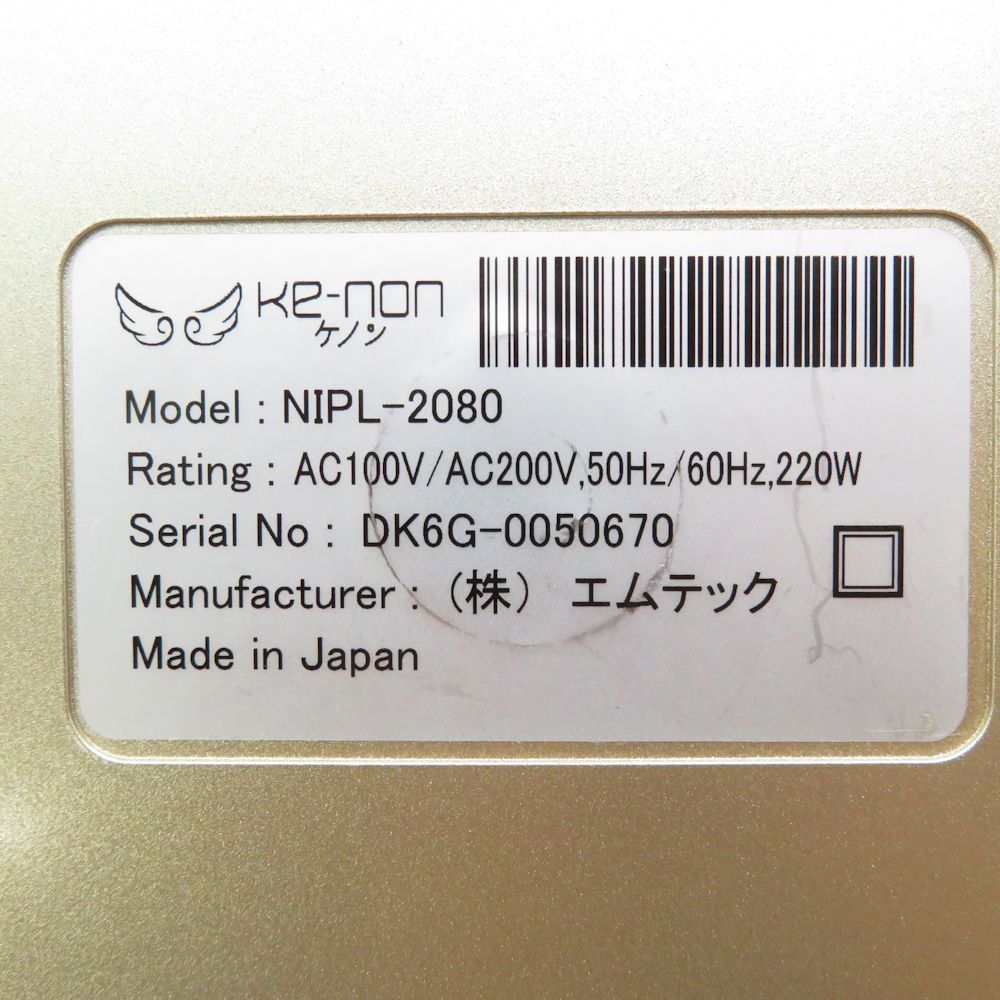 ke-non
ケノン
Model : NIPL-2080
Rating : AC100V/AC200V,50Hz/60Hz,220W
Serial No : DK6G-0050670
Manufacturer : (株) エムテック
Made in Japan